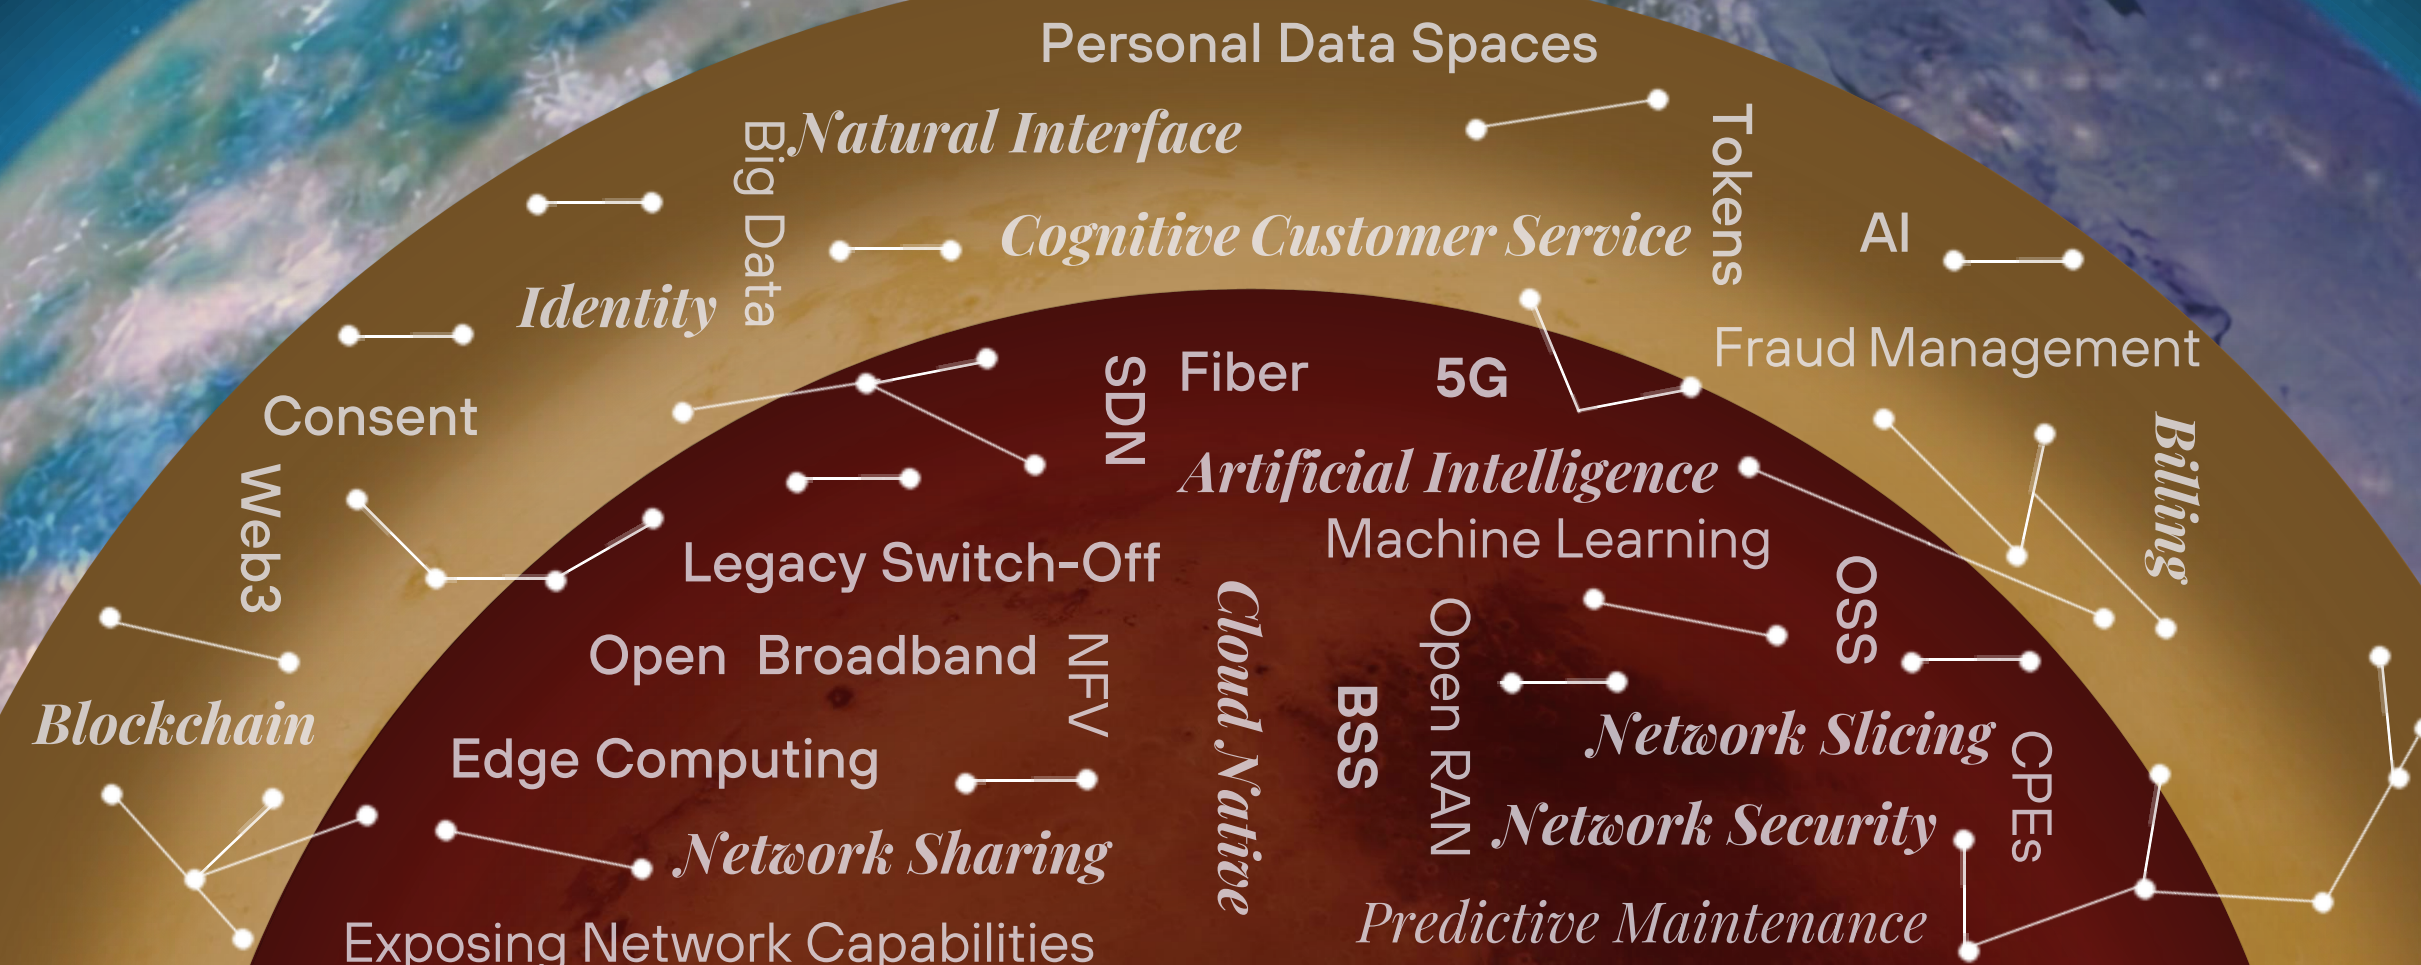 Personal Data Spaces
Natural Interface
Big Data
Tokens
Cognitive Customer Service
AI
Identity
Fraud Management
Consent
SDN
Fiber
5G
Billing
Artificial Intelligence
Web3
Machine Learning
Legacy Switch-Off
OSS
Cloud Native
Open RAN
Open Broadband
NFV
BSS
Blockchain
Network Slicing
CPEs
Edge Computing
Network Security
Network Sharing
Predictive Maintenance
Exposing Network Capabilities